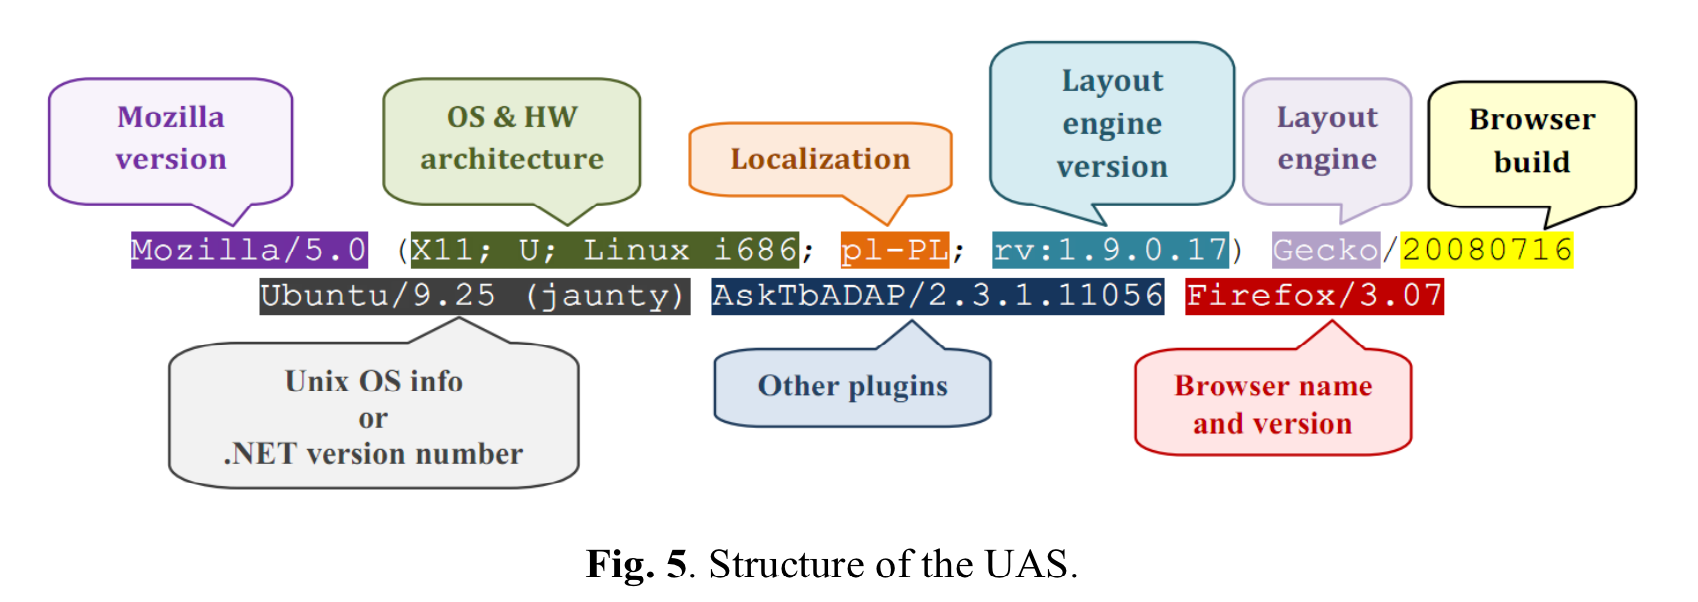 Mozilla
version
OS & HW
architecture
Localization
Layout
engine
version
Layout
engine
Browser
build
Mozilla/5.0 (X11; U; Linux i686; pl-PL; rv:1.9.0.17) Gecko/20080716
Ubuntu/9.25 (jaunty) AskTbADAP/2.3.1.11056 Firefox/3.07
Unix OS info
or
.NET version number
Other plugins
Browser name
and version
Fig. 5. Structure of the UAS.